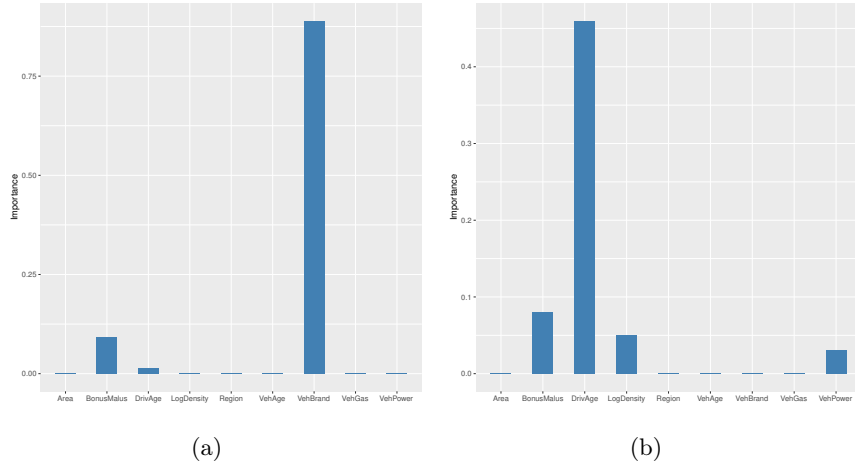 0.75
0.50
0.25
0.00
Importance
Area BonusMalus DrivAge LogDensity Region VehAge VehBrand VehGas VehPower
(a)
0.4
0.3
0.2
0.1
0.0
Importance
Area BonusMalus DrivAge LogDensity Region VehAge VehBrand VehGas VehPower
(b)